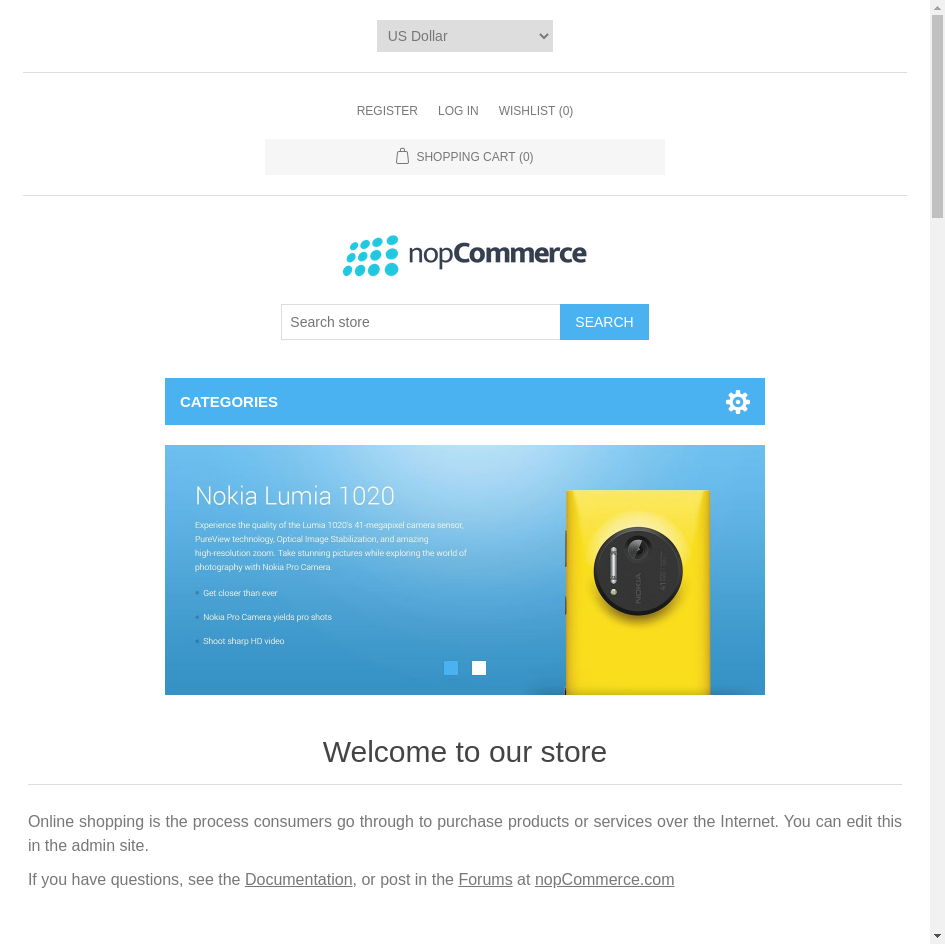 US Dollar
REGISTER LOG IN WISHLIST (0)
SHOPPING CART (0)
nopCommerce
Search store SEARCH
CATEGORIES
Nokia Lumia 1020
Experience the quality of the Lumia 1020's 41-megapixel camera sensor,
PureView technology, Optical Image Stabilization, and amazing
high-resolution zoom. Take stunning pictures while exploring the world of
photography with Nokia Pro Camera.
Get closer than ever
Nokia Pro Camera yields pro shots
Shoot sharp HD video
NOKIA
Welcome to our store
Online shopping is the process consumers go through to purchase products or services over the Internet. You can edit this
in the admin site.
If you have questions, see the Documentation, or post in the Forums at nopCommerce.com